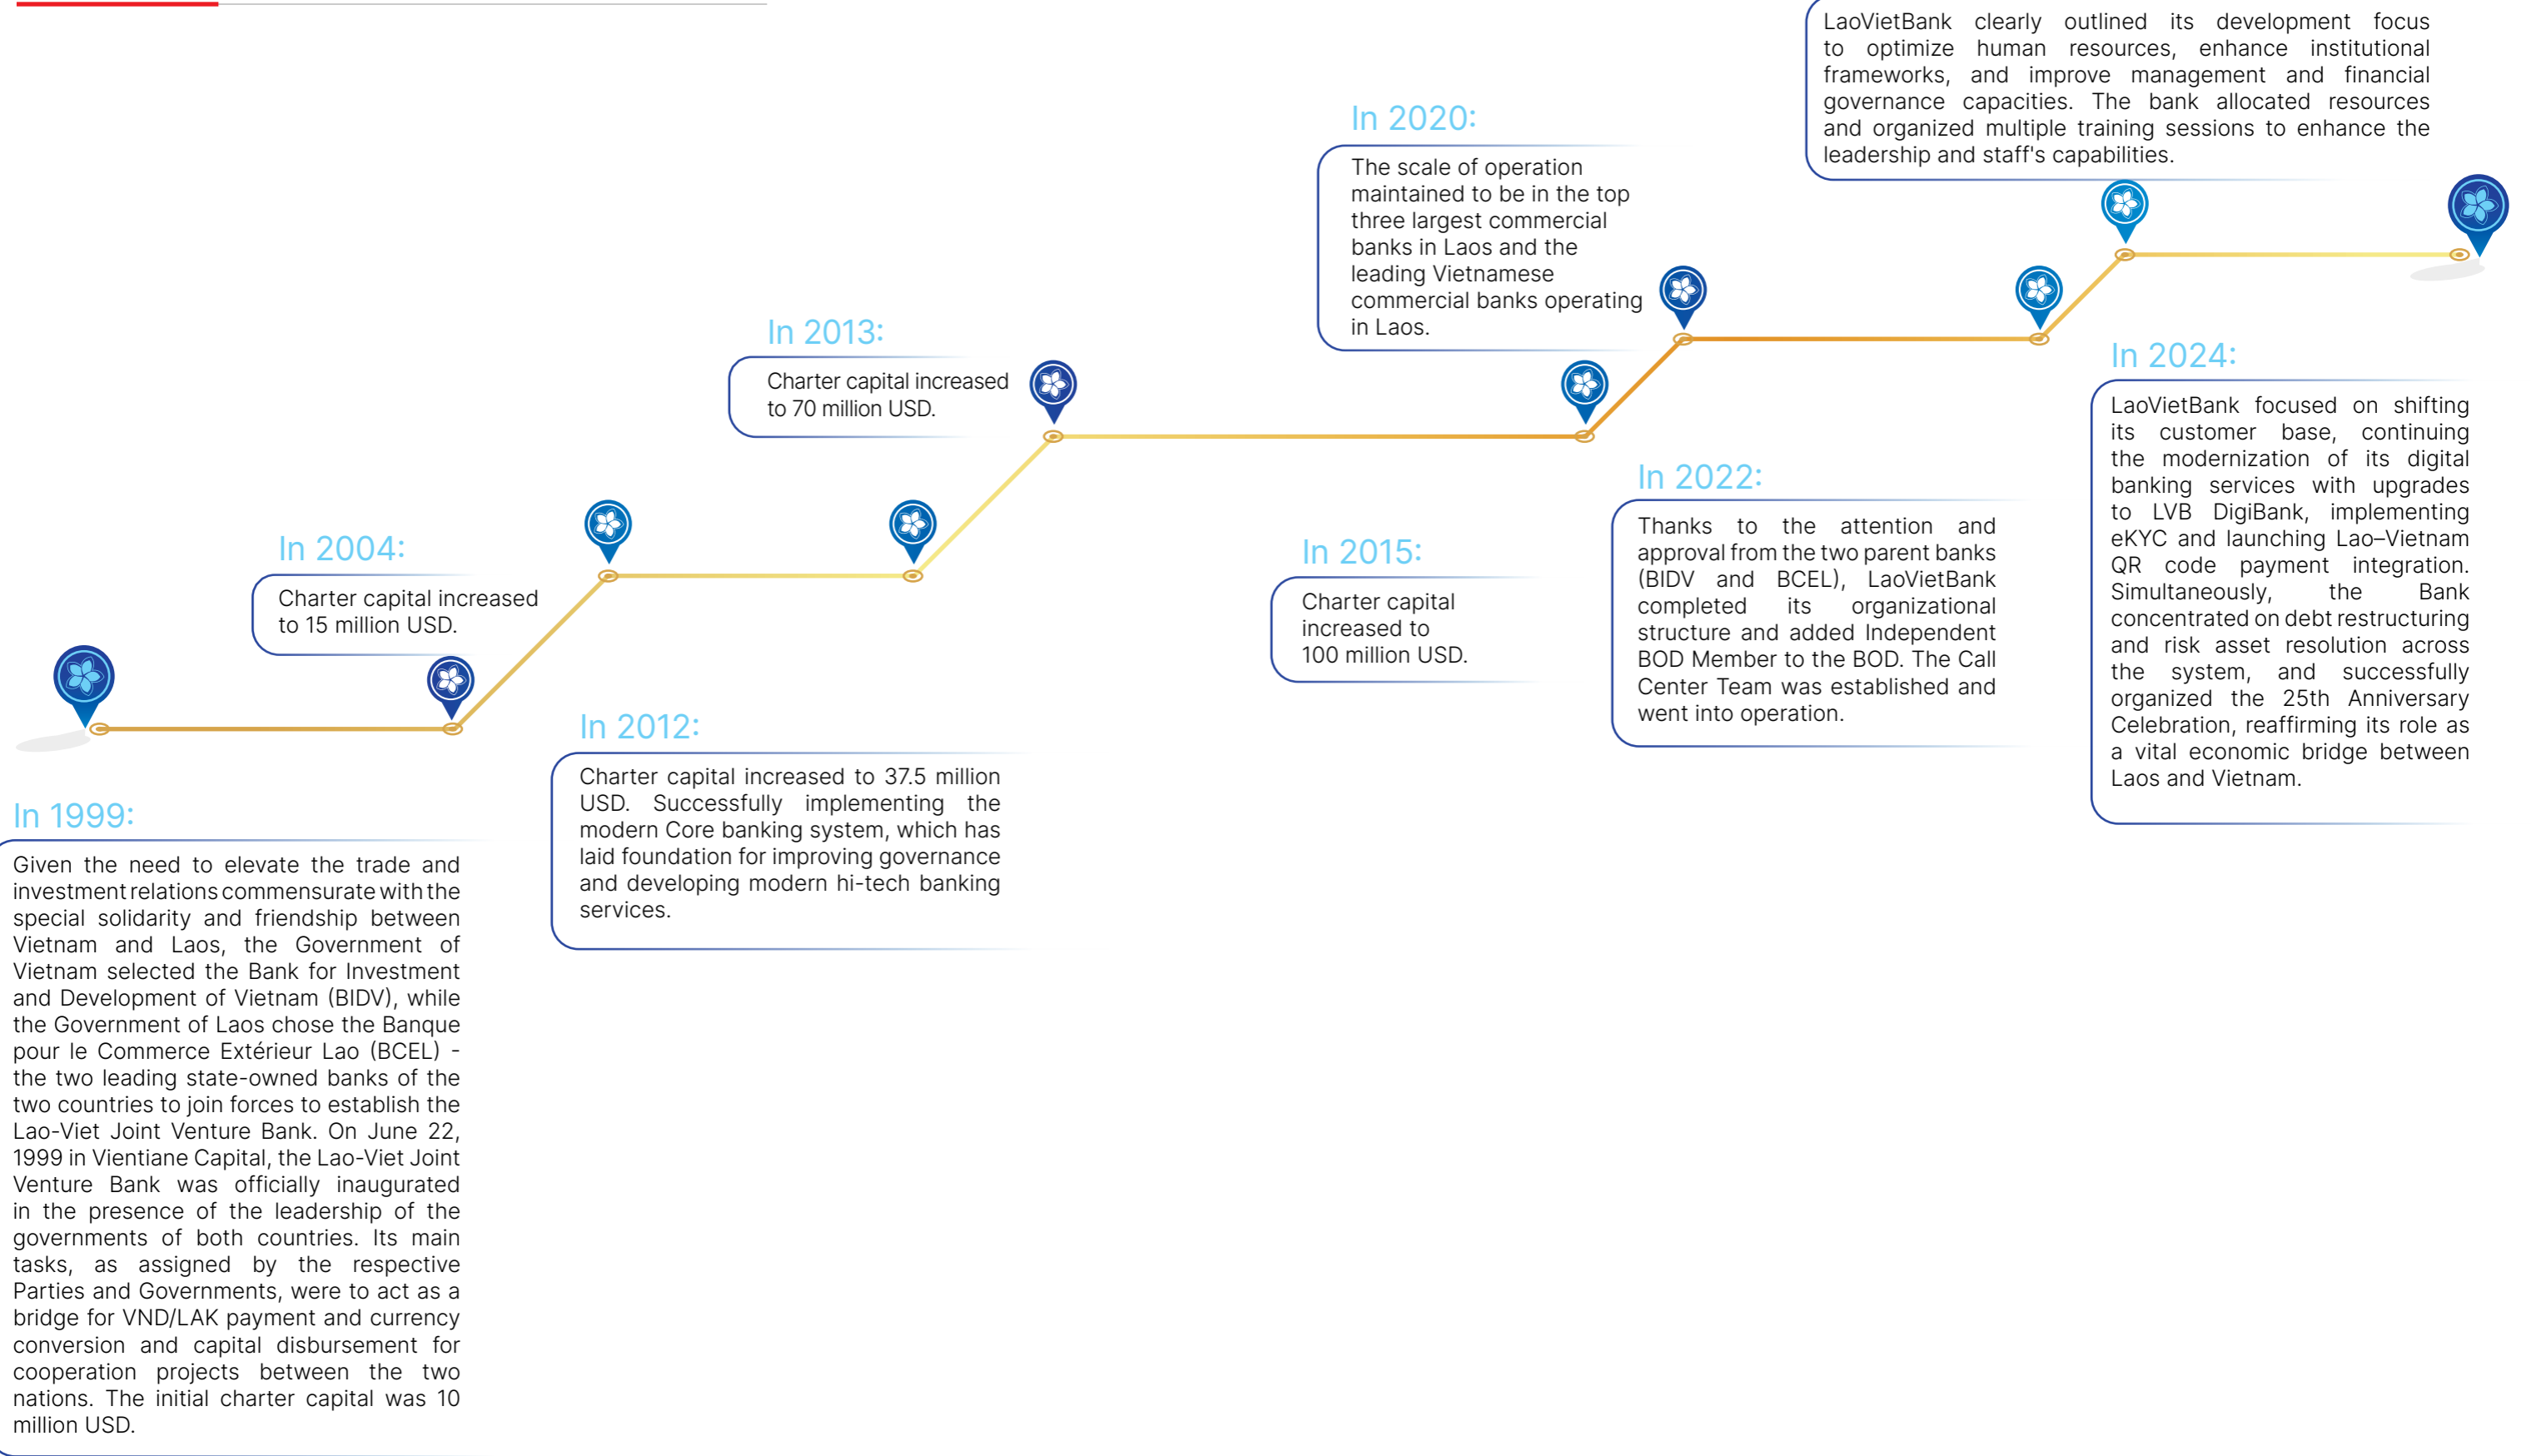 In 1999:
Given the need to elevate the trade and
investment relations commensurate with the
special solidarity and friendship between
Vietnam and Laos, the Government of
Vietnam selected the Bank for Investment
and Development of Vietnam (BIDV), while
the Government of Laos chose the Banque
pour le Commerce Extérieur Lao (BCEL) -
the two leading state-owned banks of the
two countries to join forces to establish the
Lao-Viet Joint Venture Bank. On June 22,
1999 in Vientiane Capital, the Lao-Viet Joint
Venture Bank was officially inaugurated
in the presence of the leadership of the
governments of both countries. Its main
tasks, as assigned by the respective
Parties and Governments, were to act as a
bridge for VND/LAK payment and currency
conversion and capital disbursement for
cooperation projects between the two
nations. The initial charter capital was 10
million USD.
In 2004:
Charter capital increased
to 15 million USD.
In 2012:
Charter capital increased to 37.5 million
USD. Successfully implementing the
modern Core banking system, which has
laid foundation for improving governance
and developing modern hi-tech banking
services.
In 2013:
Charter capital increased
to 70 million USD.
In 2015:
Charter capital
increased to
100 million USD.
In 2020:
The scale of operation
maintained to be in the top
three largest commercial
banks in Laos and the
leading Vietnamese
commercial banks operating
in Laos.
In 2022:
Thanks to the attention and
approval from the two parent banks
(BIDV and BCEL), LaoVietBank
completed its organizational
structure and added Independent
BOD Member to the BOD. The Call
Center Team was established and
went into operation.
LaoVietBank clearly outlined its development focus
to optimize human resources, enhance institutional
frameworks, and improve management and financial
governance capacities. The bank allocated resources
and organized multiple training sessions to enhance the
leadership and staff's capabilities.
In 2024:
LaoVietBank focused on shifting
its customer base, continuing
the modernization of its digital
banking services with upgrades
to LVB DigiBank, implementing
eKYC and launching Lao–Vietnam
QR code payment integration.
Simultaneously, the Bank
concentrated on debt restructuring
and risk asset resolution across
the system, and successfully
organized the 25th Anniversary
Celebration, reaffirming its role as
a vital economic bridge between
Laos and Vietnam.